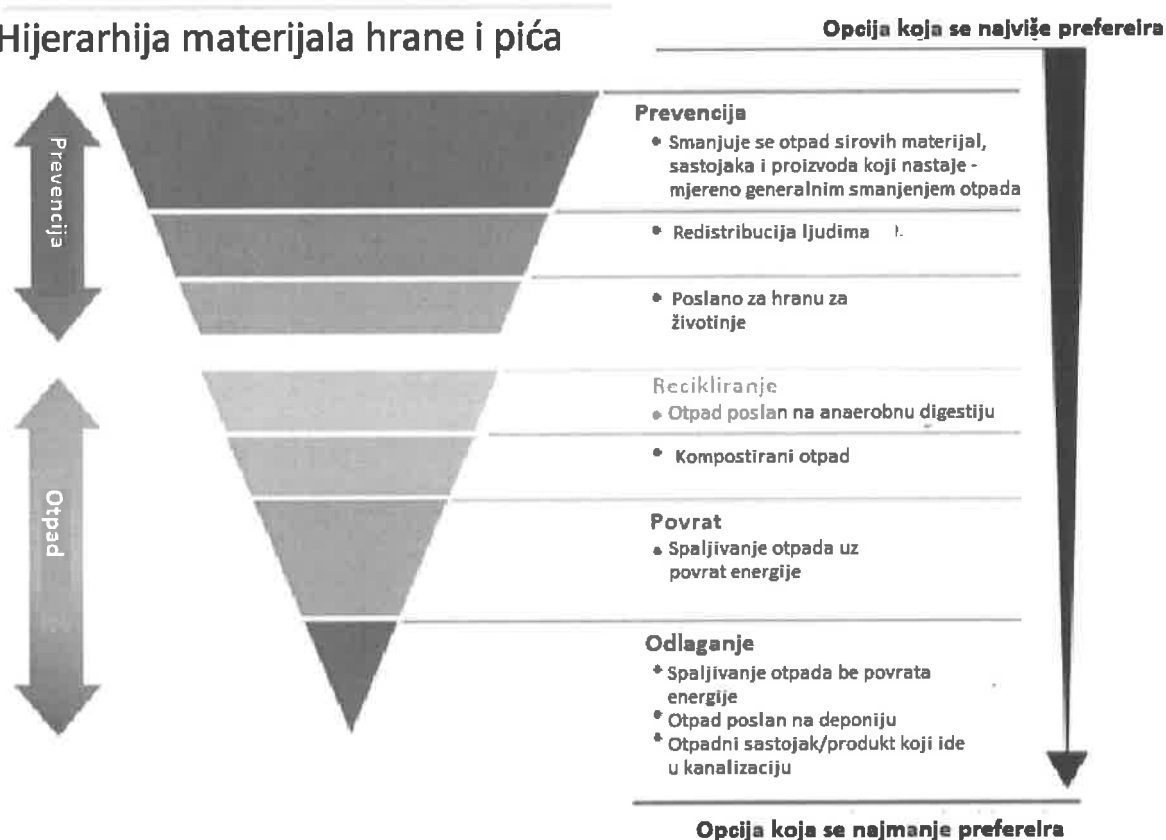 Hijerarhija materijala hrane i pića
Opcija koja se najviše prefereira
Prevencija
Prevencija
• Smanjuje se otpad sirovih materijal,
sastojaka i proizvoda koji nastaje -
mjereno generalnim smanjenjem otpada
• Redistribucija ljudima
• Poslano za hranu za
životinje
Otpad
Recikliranje
• Otpad poslan na anaerobnu digestiju
• Kompostirani otpad
Povrat
• Spaljivanje otpada uz
povrat energije
Odlaganje
• Spaljivanje otpada be povrata
energije
• Otpad poslan na deponiju
• Otpadni sastojak/produkt koji ide
u kanalizaciju
Opcija koja se najmanje prefereira